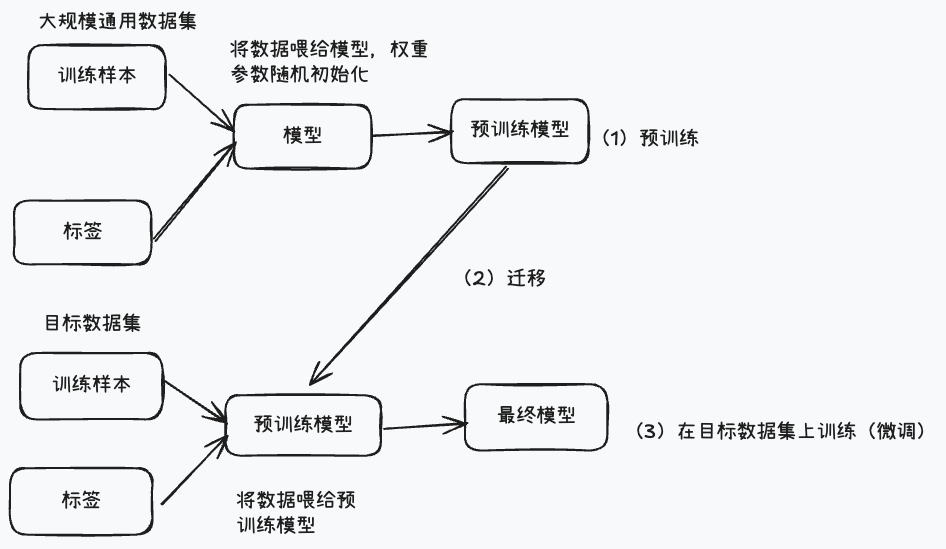 大规模通用数据集
训练样本
将数据喂给模型，权重
参数随机初始化
模型
预训练模型
（1）预训练
标签
（2）迁移
目标数据集
训练样本
预训练模型
最终模型
（3）在目标数据集上训练（微调）
标签
将数据喂给预
训练模型